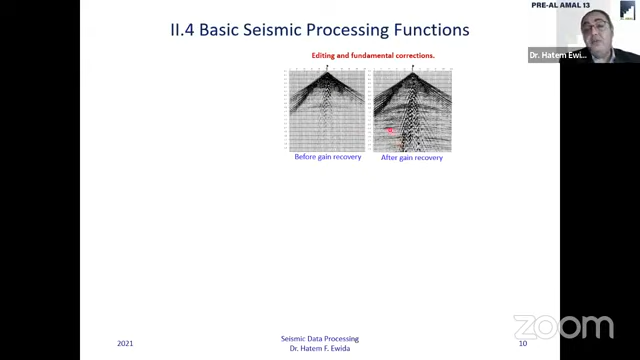 PRE-AL AMAL 13
II.4 Basic Seismic Processing Functions
Dr. Hatem Ewi...
Editing and fundamental corrections.
Before gain recovery
After gain recovery
2021
Seismic Data Processing
Dr. Hatem F. Ewida
10
zoom